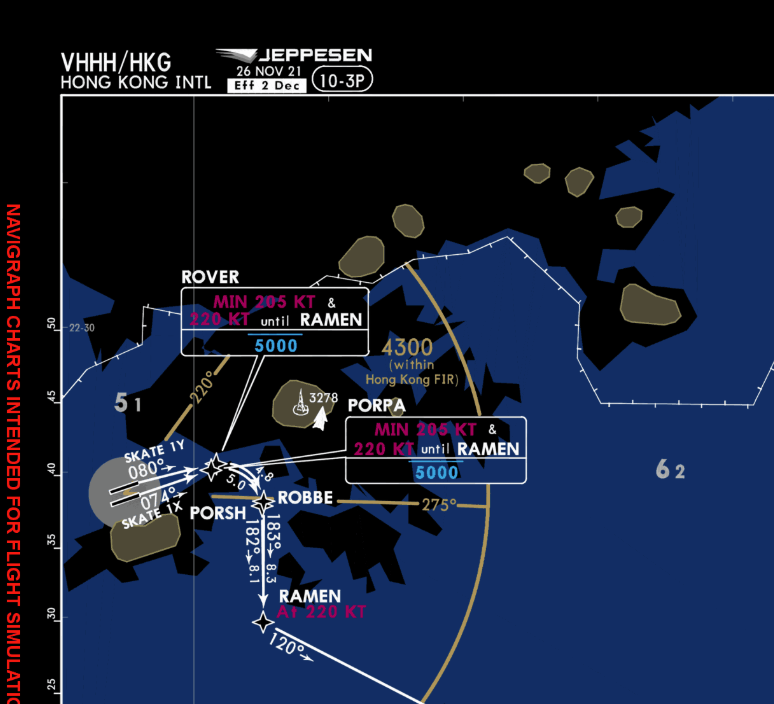 VHHH/HKG
HONG KONG INTL
JEPPESEN
26 NOV 21
Eff 2 Dec
10-3P
NAVIGRAPH CHARTS INTENDED FOR FLIGHT SIMULATIO
ROVER
MIN 205 KT &
220 KT until RAMEN
5000
22-30
50
45
40
35
30
25
4300
(within
Hong Kong FIR)
220°
5 1
3278
PORPA
MIN 205 KT &
220 KT until RAMEN
5000
6 2
SKATE 1Y
080°
074°
SKATE 1X
4.8
5.0
ROBBE
PORSH
275°
182°
8.1
183°
8.3
RAMEN
At 220 KT
120°